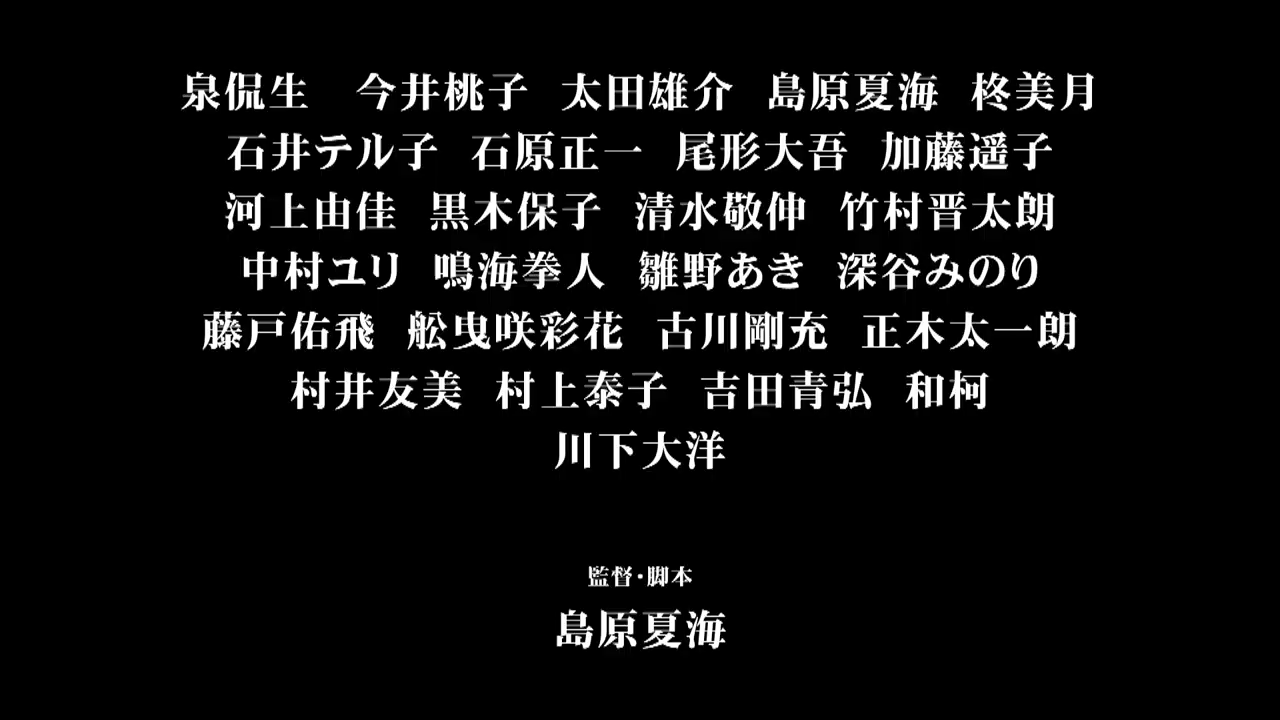 泉侃生　今井桃子　太田雄介　島原夏海　柊美月
石井テル子　石原正一　尾形大吾　加藤遥子
河上由佳　黒木保子　清水敬伸　竹村晋太朗
中村ユリ　鳴海拳人　雛野あき　深谷みのり
藤戸佑飛　舩曳咲彩花　古川剛充　正木太一朗
村井友美　村上泰子　吉田青弘　和柯
川下大洋
監督・脚本
島原夏海